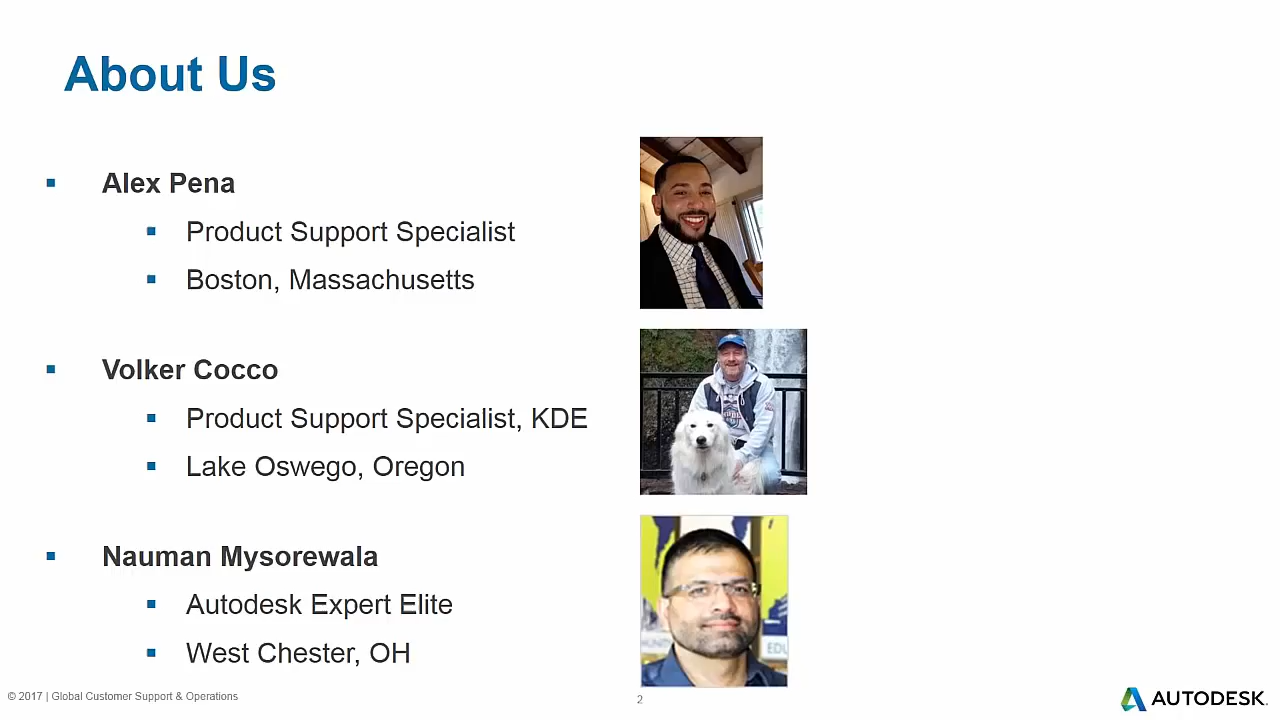 About Us
Alex Pena
Product Support Specialist
Boston, Massachusetts
Volker Cocco
Product Support Specialist, KDE
Lake Oswego, Oregon
Nauman Mysorewala
Autodesk Expert Elite
West Chester, OH
© 2017 | Global Customer Support & Operations
2
AUTODESK.